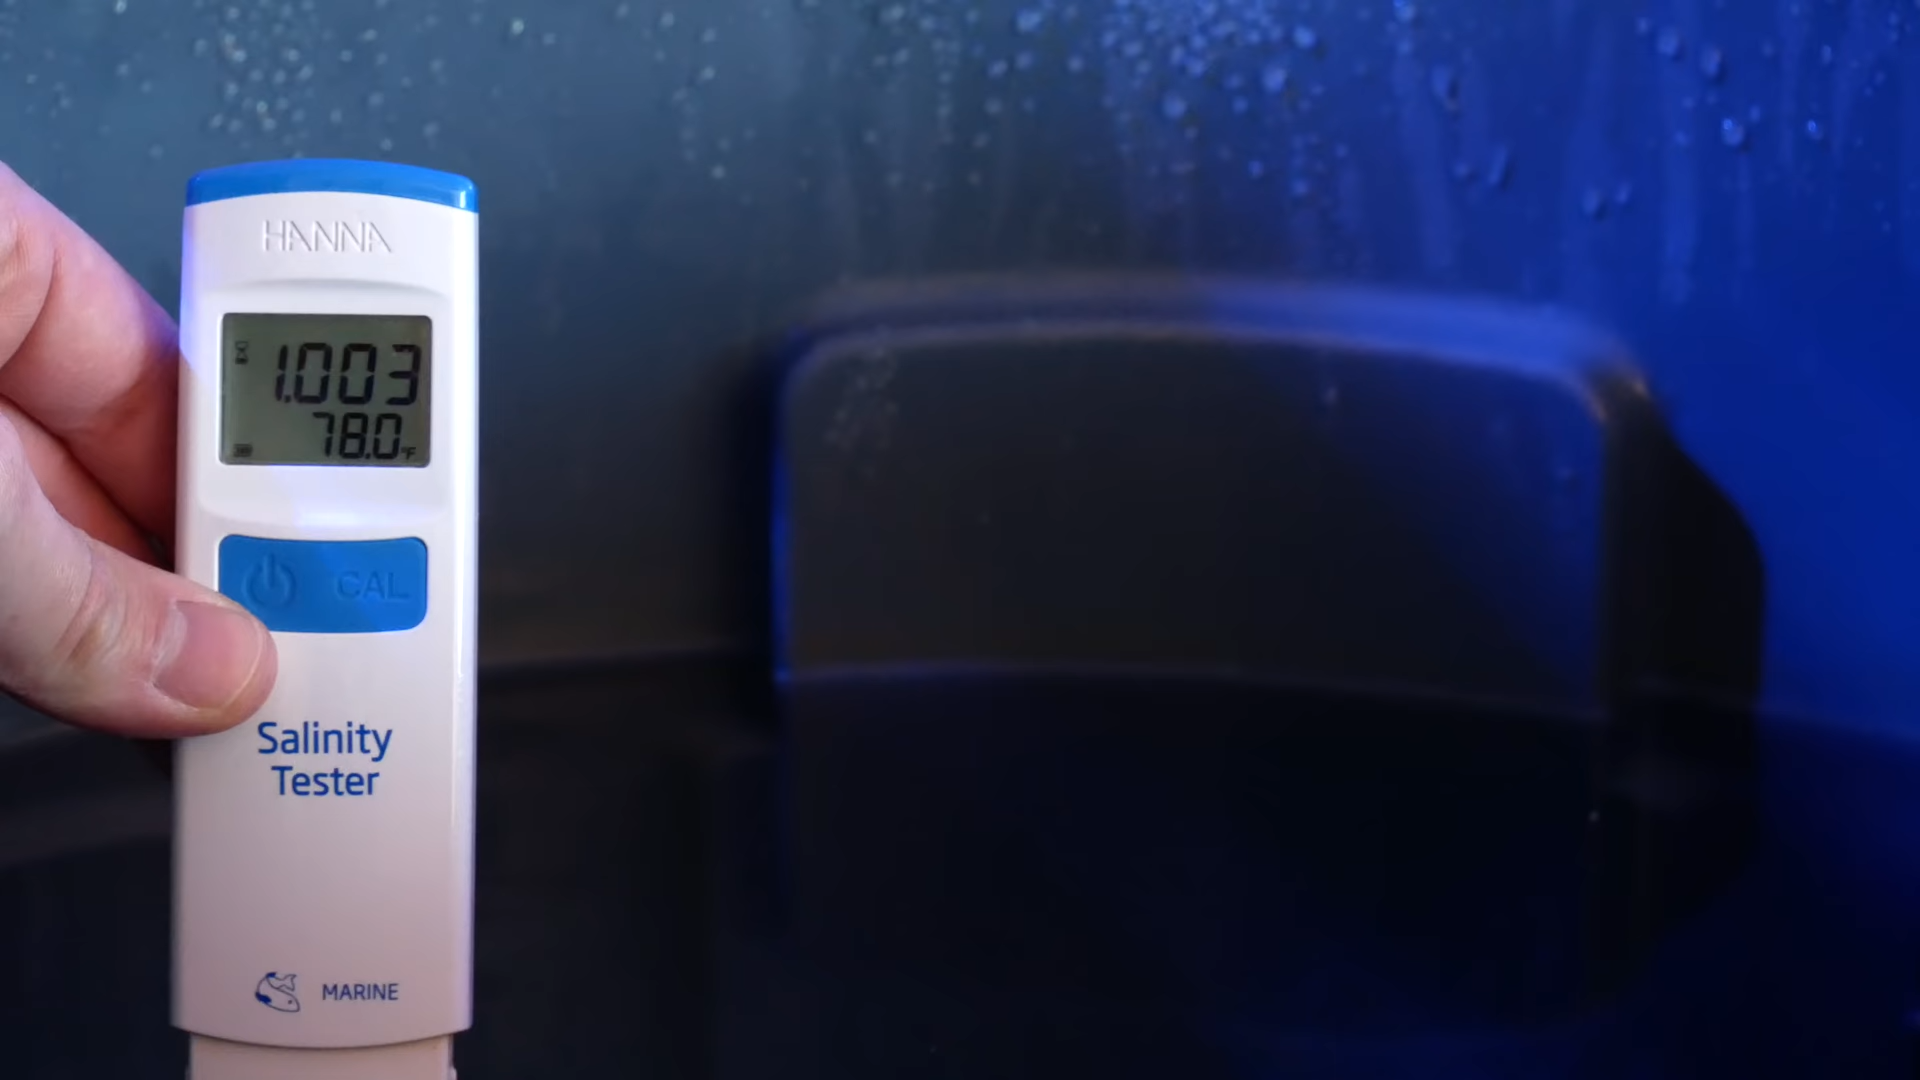 HANNA
1.003
78.0°F
CAL
Salinity
Tester
MARINE